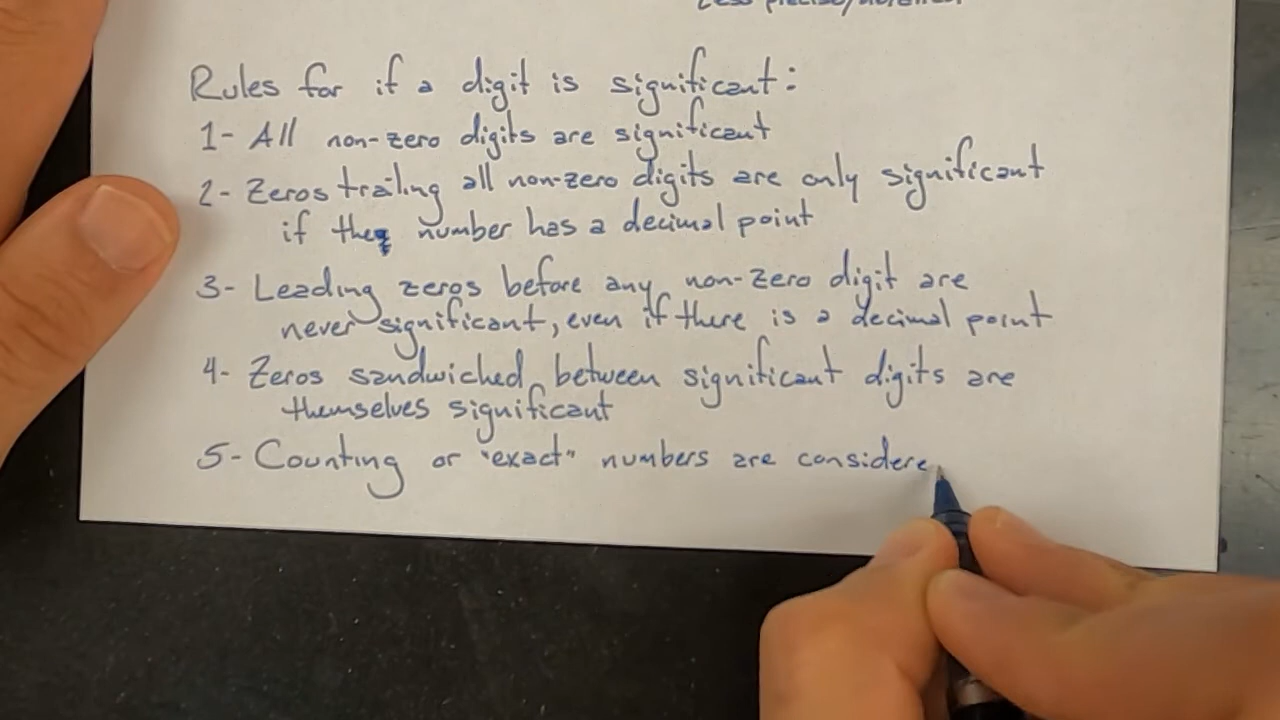 Less precise/
Rules for if a digit is significant:
1- All non-zero digits are significant
2- Zeros trailing all non-zero digits are only significant
if the number has a decimal point
3- Leading zeros before any non-zero digit are
never significant, even if there is a decimal point
4- Zeros sandwiched between significant digits are
themselves significant
5- Counting or "exact" numbers are considere